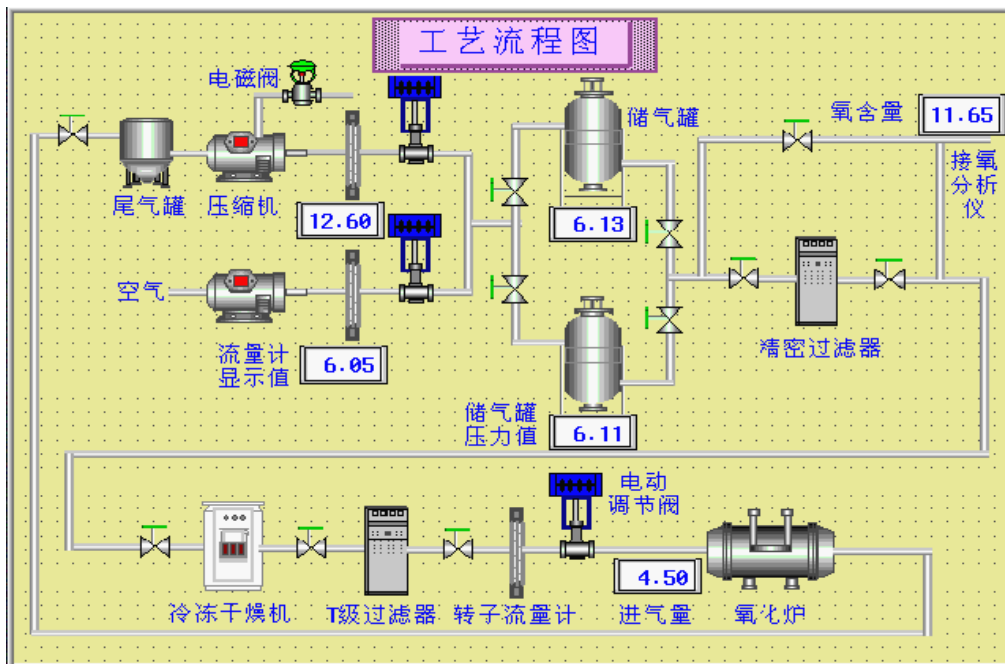 工艺流程图
电磁阀
储气罐
氧含量
11.65
接氧
分析
仪
尾气罐
压缩机
12.60
6.13
空气
流量计
显示值
6.05
精密过滤器
储气罐
压力值
6.11
电动
调节阀
4.50
冷冻干燥机
T级过滤器
转子流量计
进气量
氧化炉